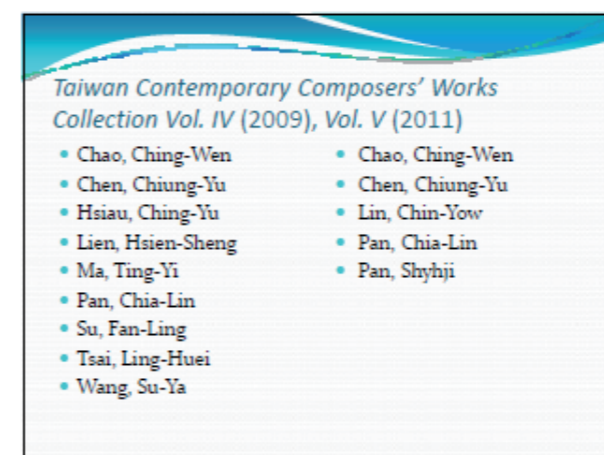 Taiwan Contemporary Composers' Works
Collection Vol. IV (2009), Vol. V (2011)
• Chao, Ching-Wen
• Chen, Chiung-Yu
• Hsiau, Ching-Yu
• Lien, Hsien-Sheng
• Ma, Ting-Yi
• Pan, Chia-Lin
• Su, Fan-Ling
• Tsai, Ling-Huei
• Wang, Su-Ya
• Chao, Ching-Wen
• Chen, Chiung-Yu
• Lin, Chin-Yow
• Pan, Chia-Lin
• Pan, Shyhji